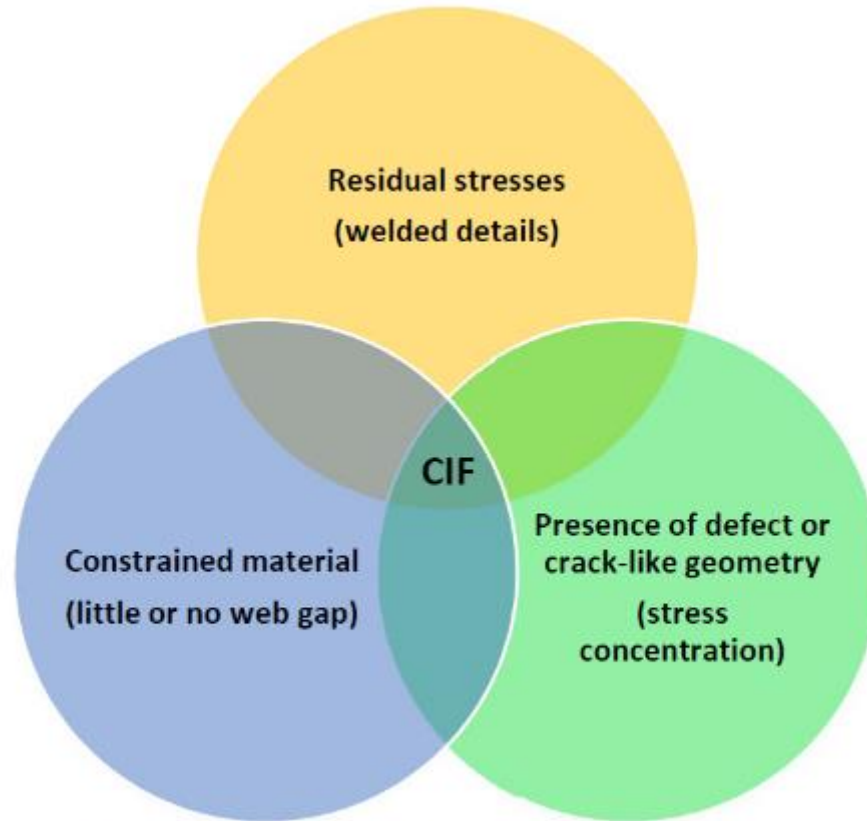 Residual stresses
(welded details)
CIF
Constrained material
(little or no web gap)
Presence of defect or
crack-like geometry
(stress
concentration)